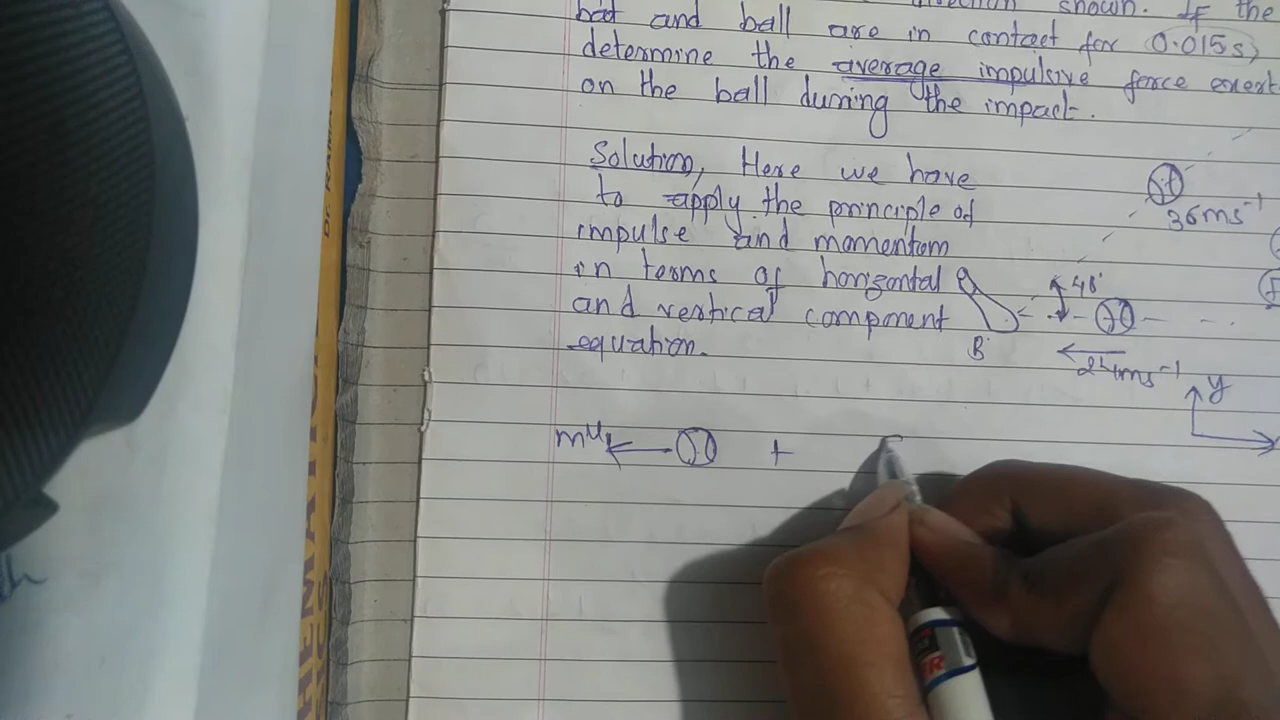 shown. If the
bat and ball are in contact for 0.015s,
determine the average impulsive force exert
on the ball during the impact.
Solution, Here we have
to apply the principle of
impulse and momentum
in terms of horizontal
and vertical component
equation.
36ms⁻¹
40°
B
24ms⁻¹
y
mu +